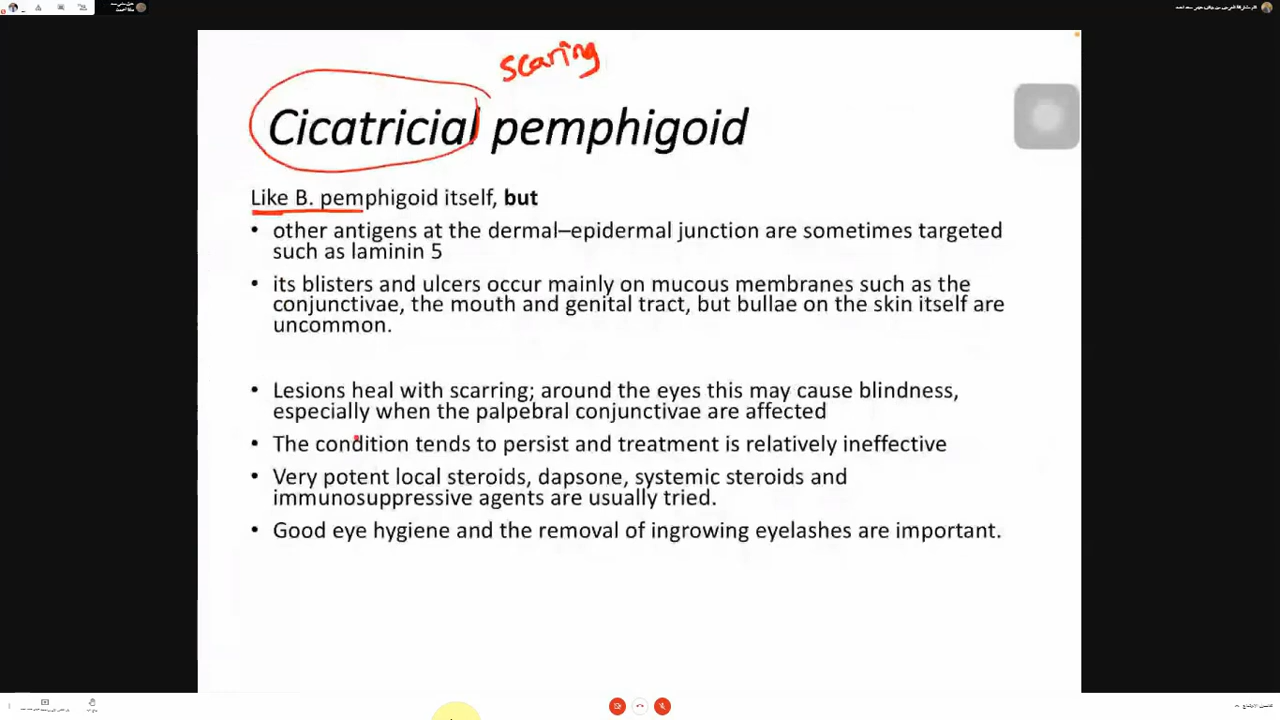 scaring
Cicatricial pemphigoid
Like B. pemphigoid itself, but
• other antigens at the dermal–epidermal junction are sometimes targeted
such as laminin 5
• its blisters and ulcers occur mainly on mucous membranes such as the
conjunctivae, the mouth and genital tract, but bullae on the skin itself are
uncommon.
• Lesions heal with scarring; around the eyes this may cause blindness,
especially when the palpebral conjunctivae are affected
• The condition tends to persist and treatment is relatively ineffective
• Very potent local steroids, dapsone, systemic steroids and
immunosuppressive agents are usually tried.
• Good eye hygiene and the removal of ingrowing eyelashes are important.